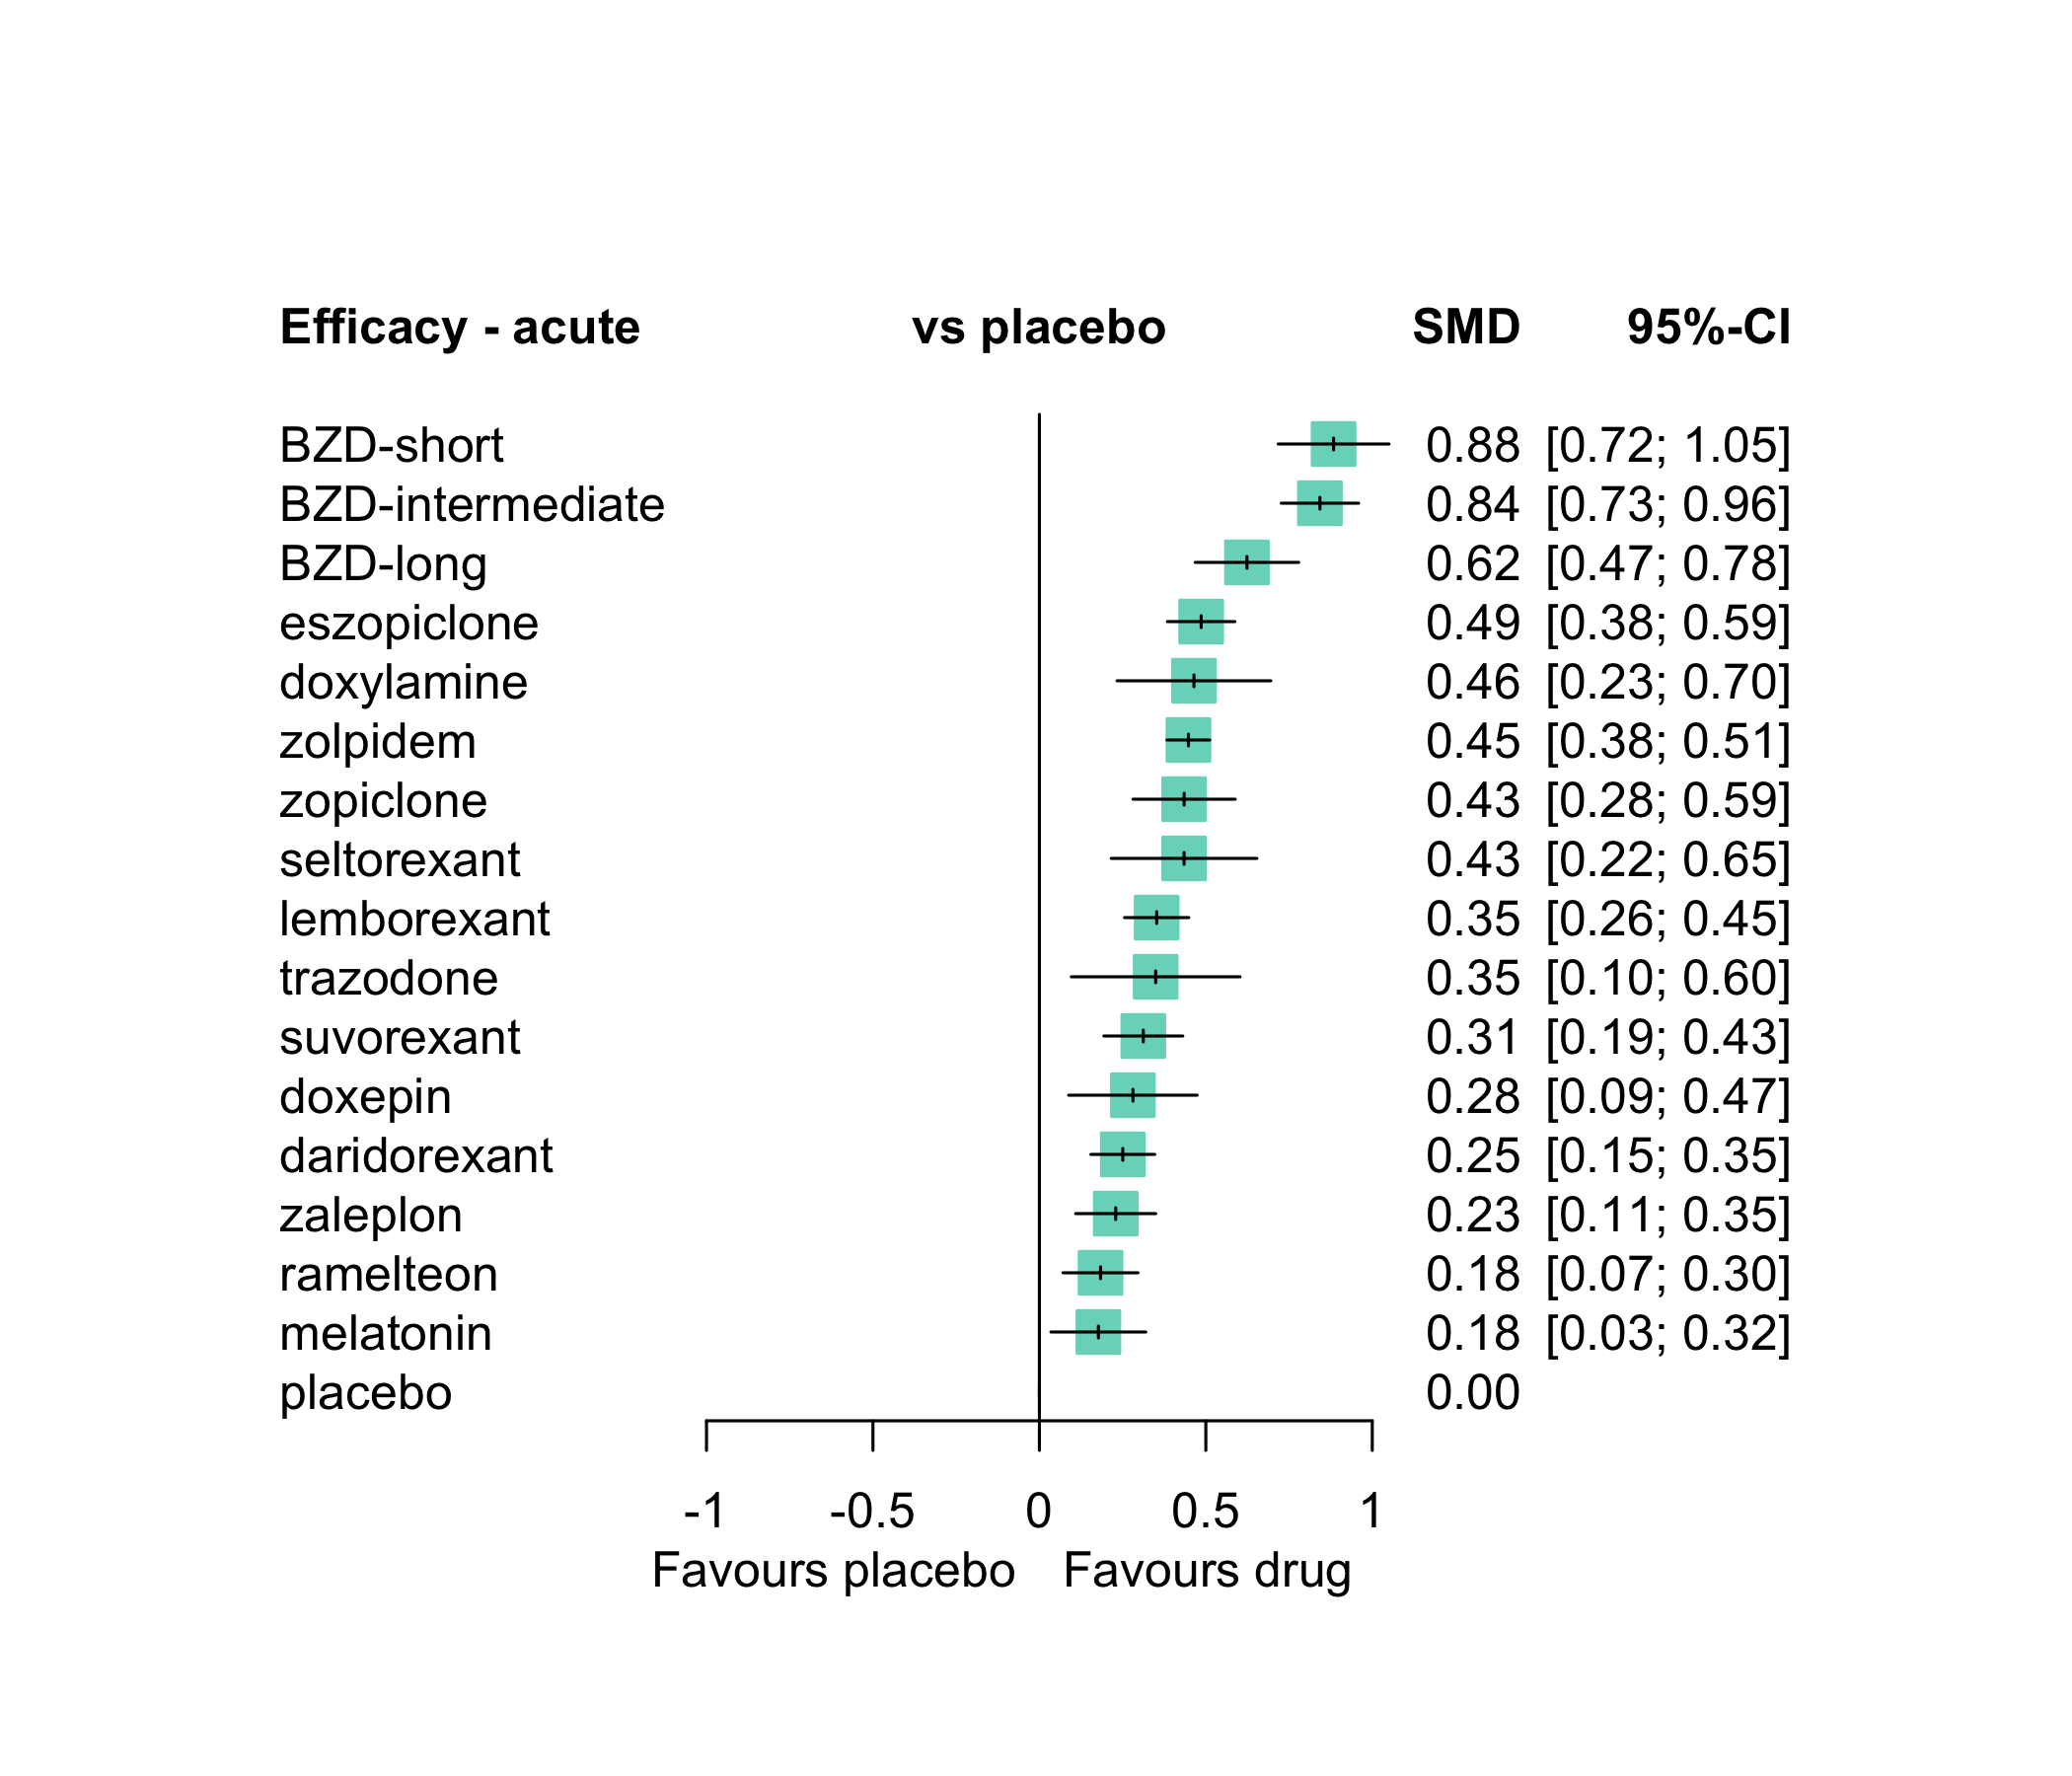 Efficacy - acute vs placebo SMD 95%-CI
BZD-short 0.88 [0.72; 1.05]
BZD-intermediate 0.84 [0.73; 0.96]
BZD-long 0.62 [0.47; 0.78]
eszopiclone 0.49 [0.38; 0.59]
doxylamine 0.46 [0.23; 0.70]
zolpidem 0.45 [0.38; 0.51]
zopiclone 0.43 [0.28; 0.59]
seltorexant 0.43 [0.22; 0.65]
lemborexant 0.35 [0.26; 0.45]
trazodone 0.35 [0.10; 0.60]
suvorexant 0.31 [0.19; 0.43]
doxepin 0.28 [0.09; 0.47]
daridorexant 0.25 [0.15; 0.35]
zaleplon 0.23 [0.11; 0.35]
ramelteon 0.18 [0.07; 0.30]
melatonin 0.18 [0.03; 0.32]
placebo 0.00
-1 -0.5 0 0.5 1
Favours placebo Favours drug